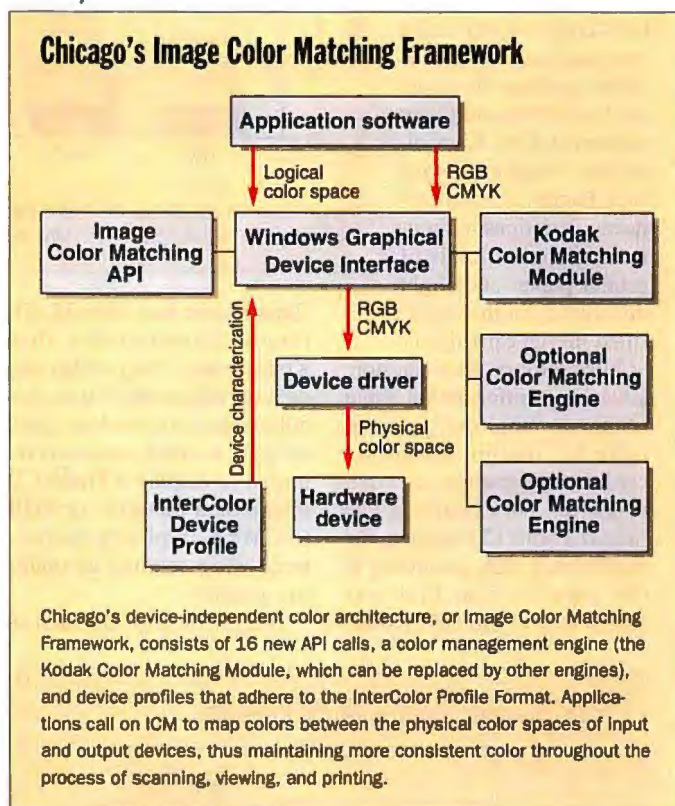 Chicago's Image Color Matching Framework
Application software
Logical
color space
RGB
CMYK
Image
Color Matching
API
Windows Graphical
Device Interface
Kodak
Color Matching
Module
Device characterization
RGB
CMYK
Device driver
Optional
Color Matching
Engine
Physical
color space
InterColor
Device
Profile
Hardware
device
Optional
Color Matching
Engine
Chicago's device-independent color architecture, or Image Color Matching
Framework, consists of 16 new API calls, a color management engine (the
Kodak Color Matching Module, which can be replaced by other engines),
and device profiles that adhere to the InterColor Profile Format. Applica-
tions call on ICM to map colors between the physical color spaces of input
and output devices, thus maintaining more consistent color throughout the
process of scanning, viewing, and printing.